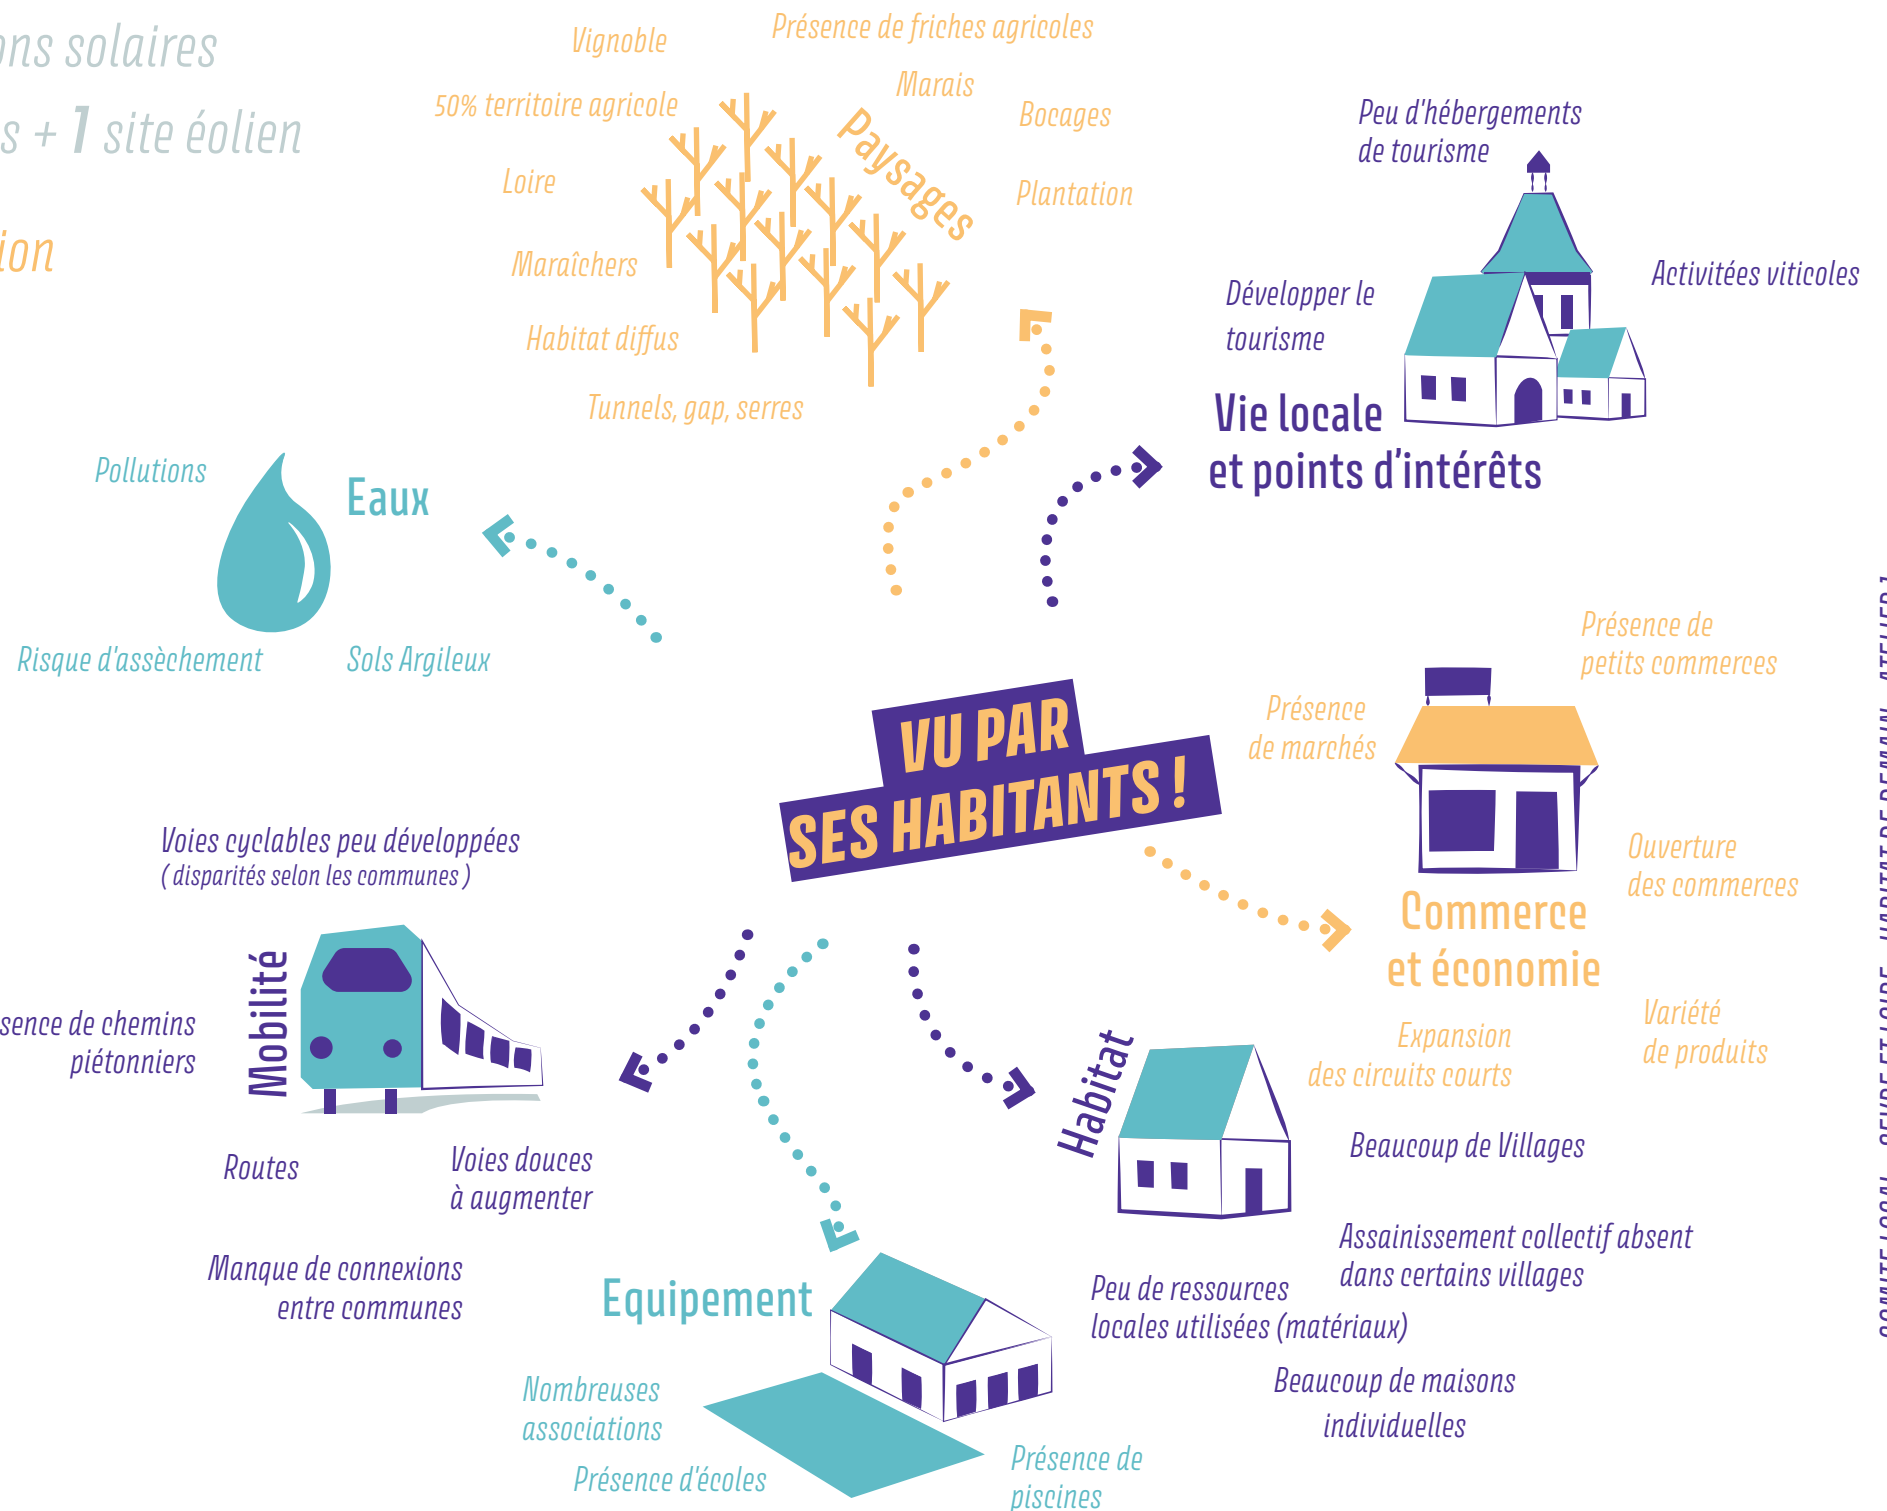 ons solaires
s + 1 site éolien
ion
Vignoble
Présence de friches agricoles
50% territoire agricole
Marais
Bocages
Loire
Paysages
Plantation
Maraîchers
Habitat diffus
Tunnels, gap, serres
Peu d'hébergements
de tourisme
Développer le
tourisme
Activitées viticoles
Vie locale
et points d'intérêts
Pollutions
Eaux
Risque d'assèchement
Sols Argileux
VU PAR
SES HABITANTS !
Présence de
petits commerces
Présence
de marchés
Ouverture
des commerces
Commerce
et économie
Variété
de produits
Expansion
des circuits courts
Voies cyclables peu développées
( disparités selon les communes )
Mobilité
sence de chemins
piétonniers
Routes
Voies douces
à augmenter
Manque de connexions
entre communes
Habitat
Beaucoup de Villages
Assainissement collectif absent
dans certains villages
Peu de ressources
locales utilisées (matériaux)
Beaucoup de maisons
individuelles
Equipement
Nombreuses
associations
Présence d'écoles
Présence de
piscines